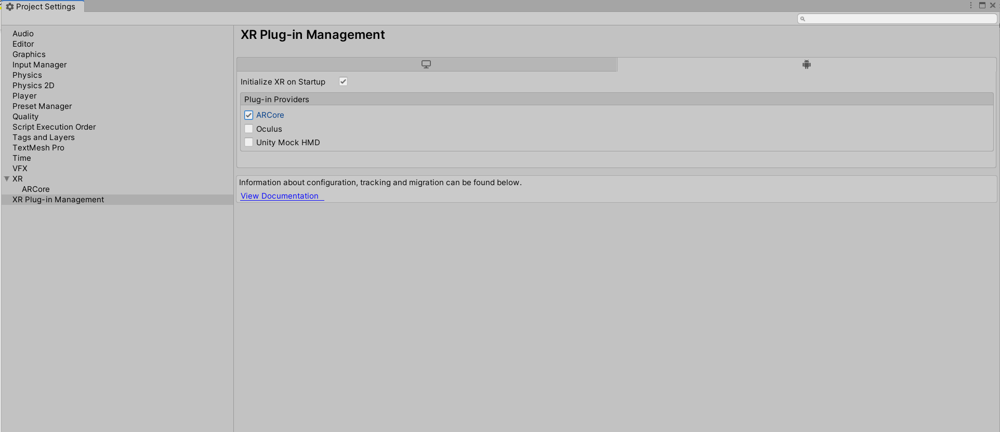 Project Settings
Audio
Editor
Graphics
Input Manager
Physics
Physics 2D
Player
Preset Manager
Quality
Script Execution Order
Tags and Layers
TextMesh Pro
Time
VFX
XR
ARCore
XR Plug-in Management
XR Plug-in Management
Initialize XR on Startup
Plug-in Providers
ARCore
Oculus
Unity Mock HMD
Information about configuration, tracking and migration can be found below.
View Documentation